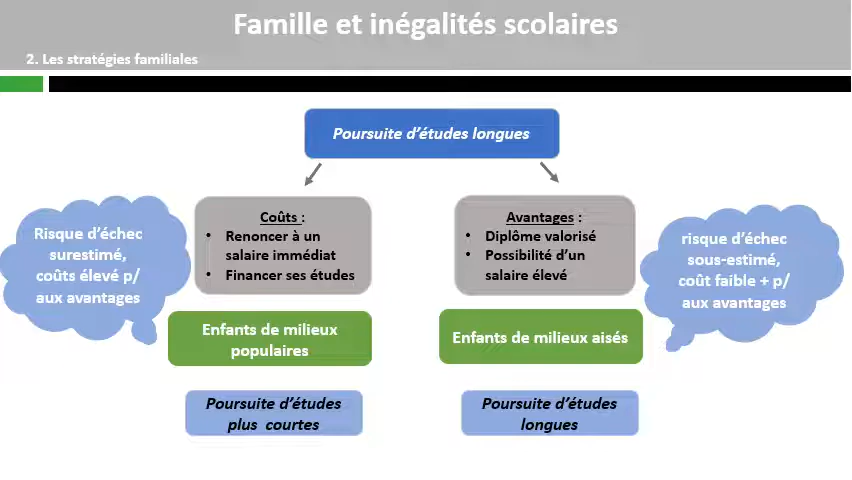 Famille et inégalités scolaires
2. Les stratégies familiales
Poursuite d'études longues
Risque d'échec
surestimé,
coûts élevé p/
aux avantages
Coûts :
• Renoncer à un
salaire immédiat
• Financer ses études
Avantages :
• Diplôme valorisé
• Possibilité d'un
salaire élevé
risque d'échec
sous-estimé,
coût faible + p/
aux avantages
Enfants de milieux
populaires
Enfants de milieux aisés
Poursuite d'études
plus courtes
Poursuite d'études
longues